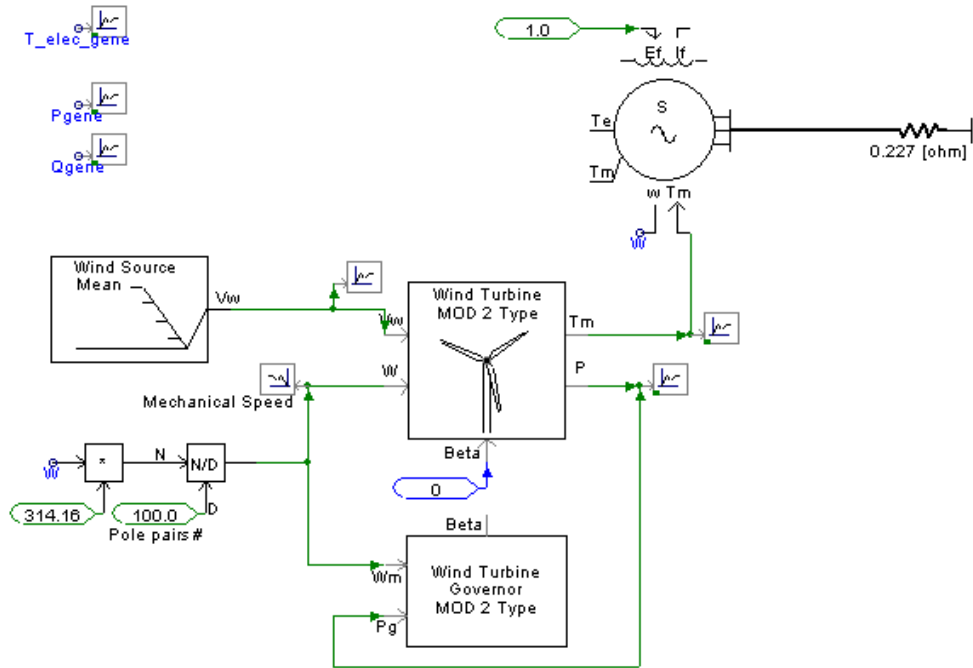 T_elec_gene
Pgene
Qgene
1.0
Ef If
S
Te
Tm
w Tm
W
0.227 [ohm]
Wind Source
Mean
Vw
Wind Turbine
MOD 2 Type
Vw
Tm
W
P
Mechanical Speed
Beta
0
W
*
N
N/D
D
314.16
100.0
Pole pairs #
Beta
Wind Turbine
Governor
MOD 2 Type
Wm
Pg